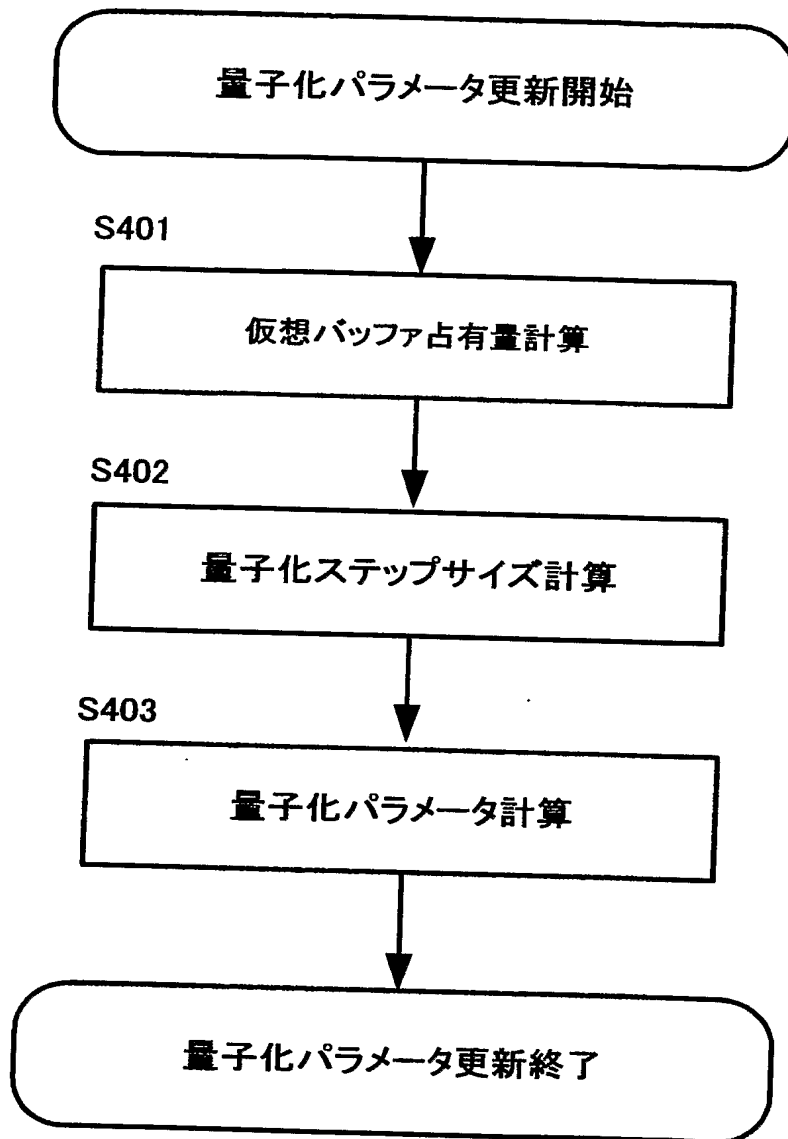 量子化パラメータ更新開始
S401
仮想バッファ占有量計算
S402
量子化ステップサイズ計算
S403
量子化パラメータ計算
量子化パラメータ更新終了